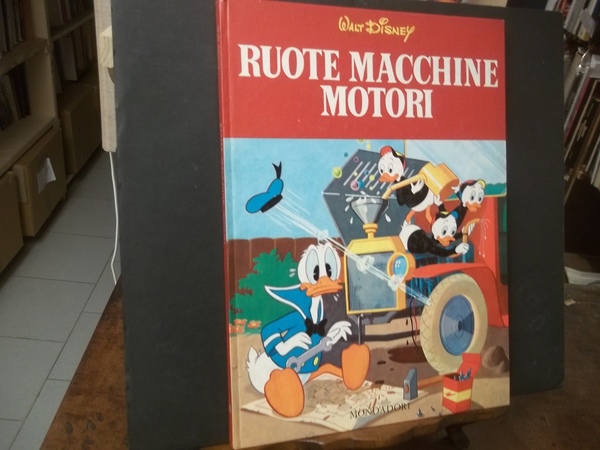 WALT DISNEY
RUOTE MACCHINE
MOTORI
MONDADORI